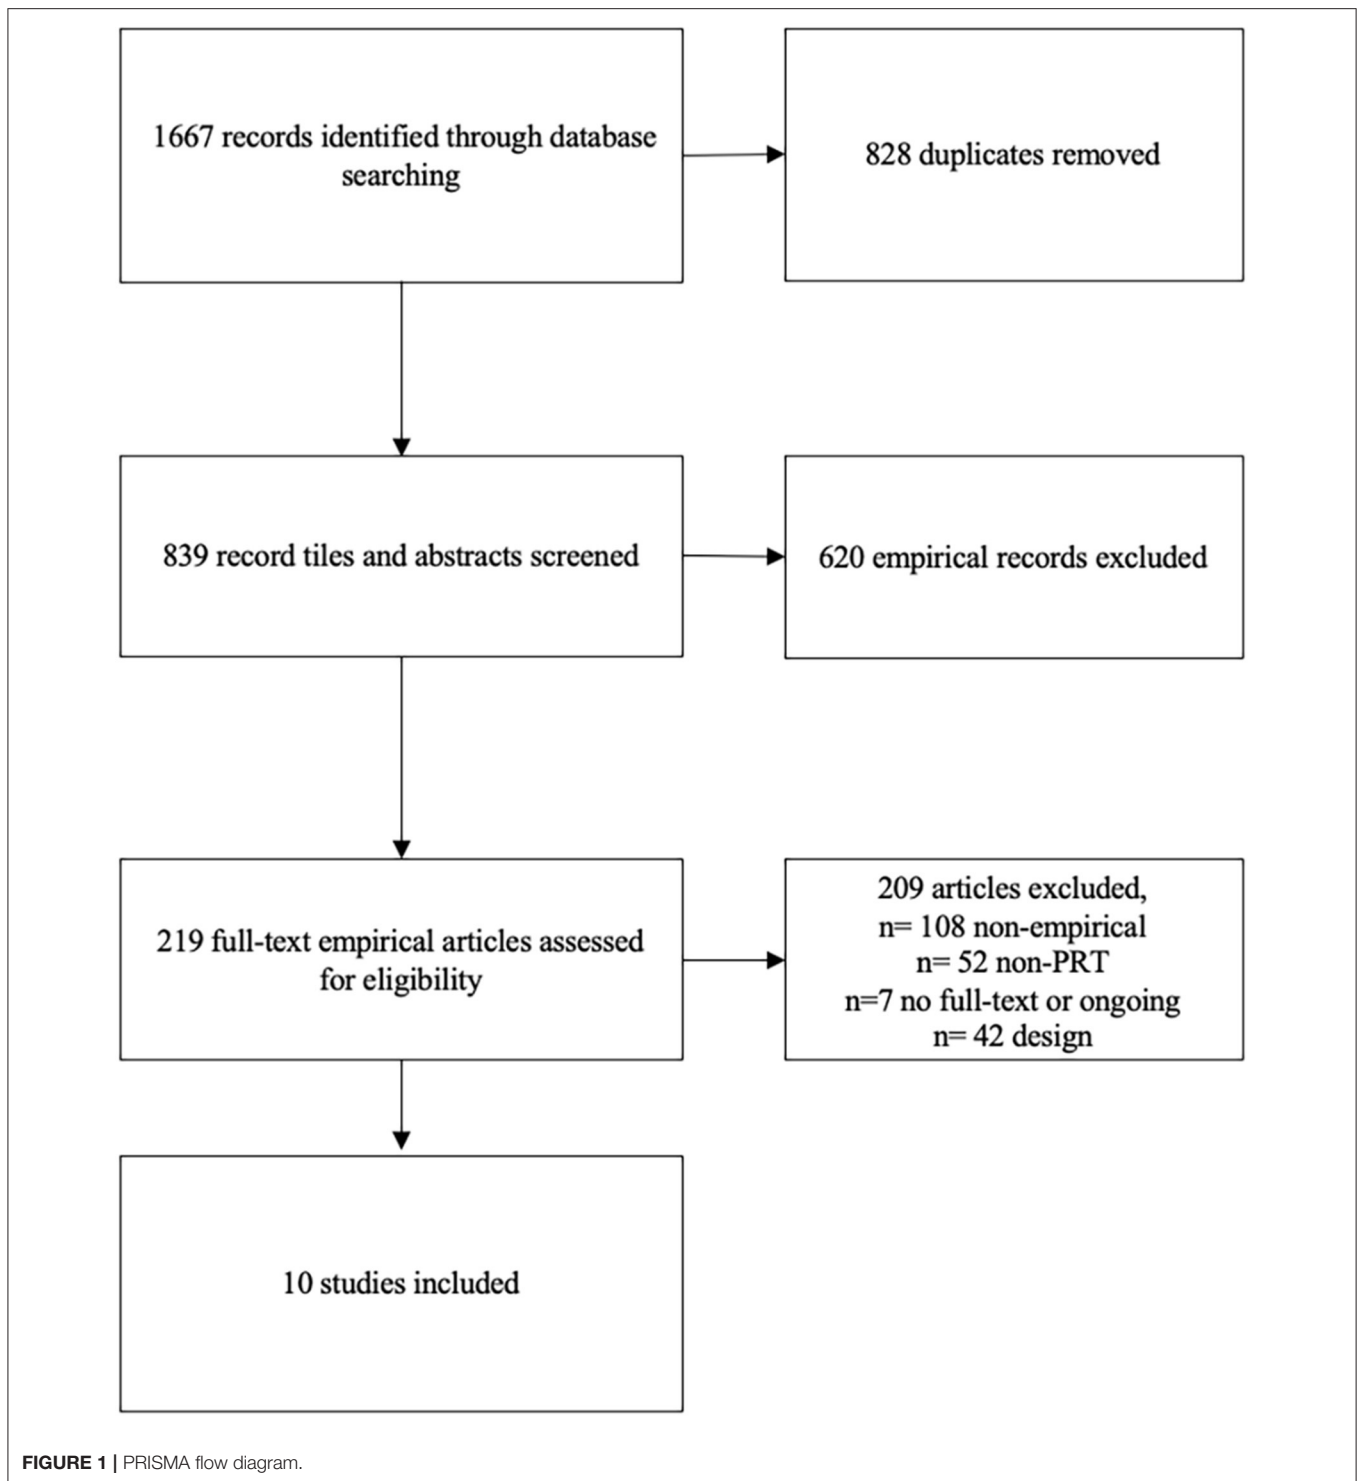 1667 records identified through database
searching
828 duplicates removed
839 record tiles and abstracts screened
620 empirical records excluded
219 full-text empirical articles assessed
for eligibility
209 articles excluded,
n= 108 non-empirical
n= 52 non-PRT
n=7 no full-text or ongoing
n= 42 design
10 studies included
FIGURE 1 | PRISMA flow diagram.